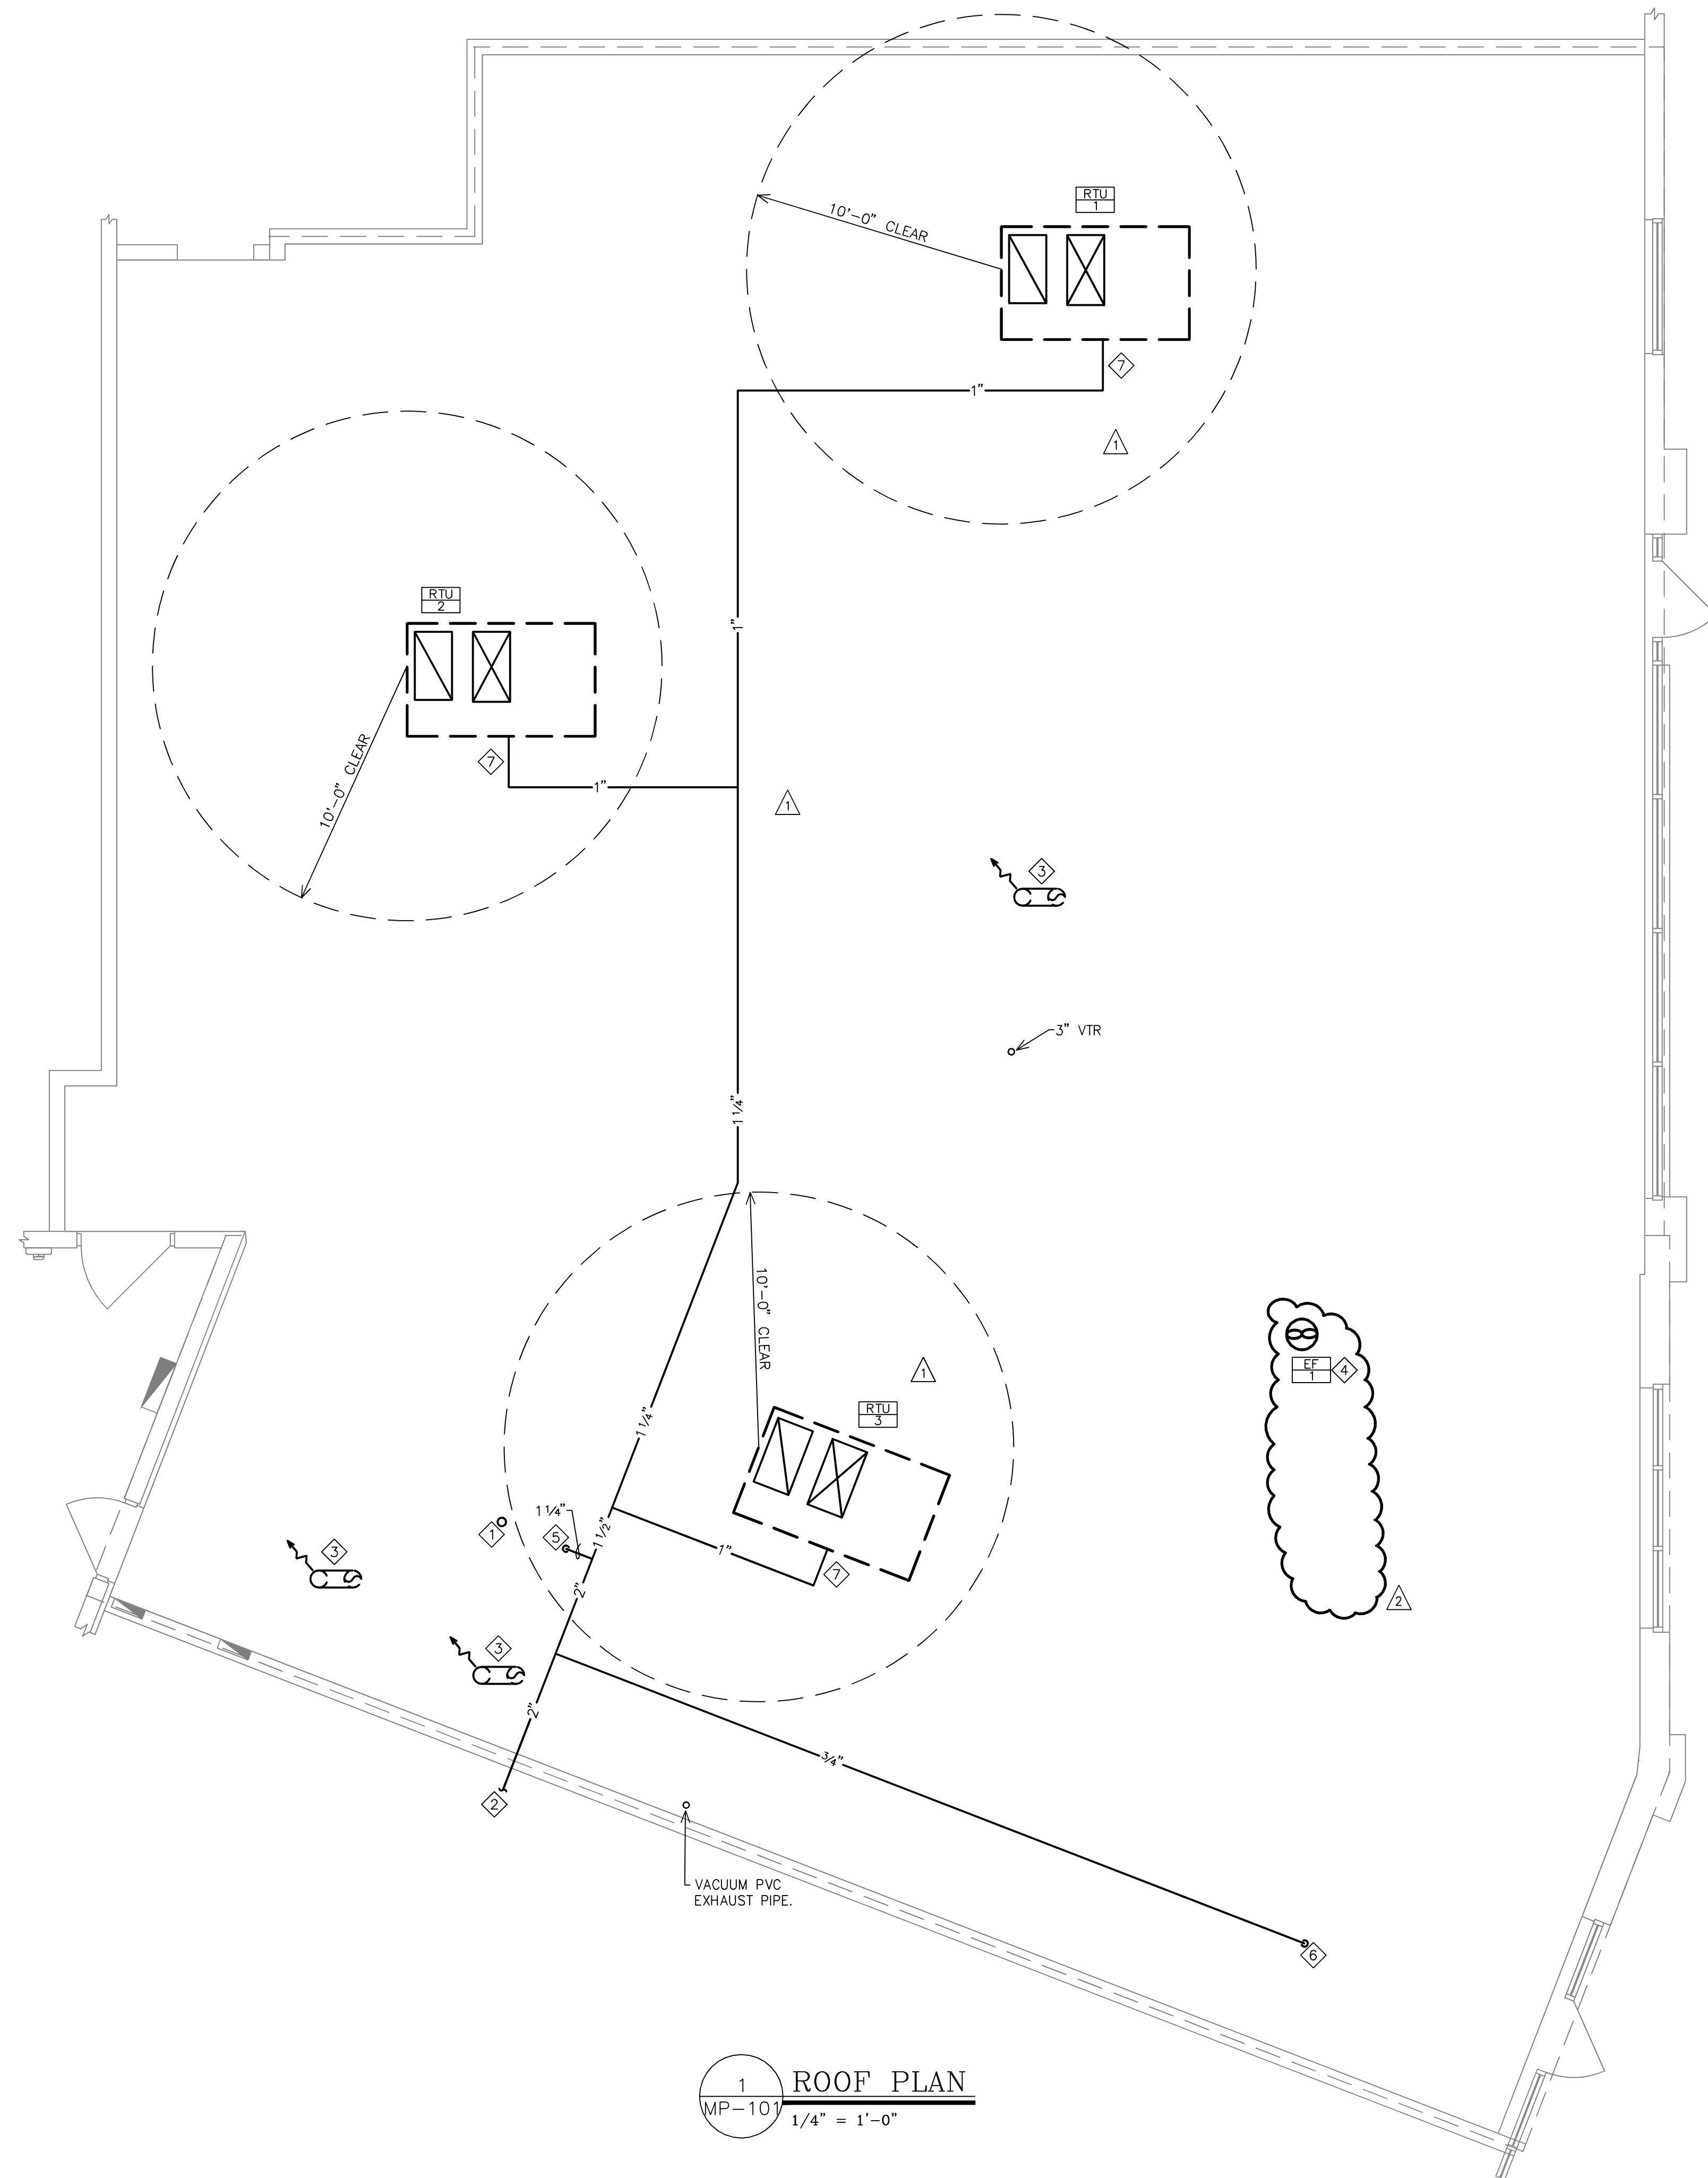 RTU
1
10'-0" CLEAR
7
1"
1
RTU
2
1"
10'-0" CLEAR
7
1"
1
3
3" VTR
1 1/4"
10'-0" CLEAR
EF
1
4
1
RTU
3
1 1/4"
1 1/4"
1
5
1 1/2"
1"
7
3
2"
2
3
2"
3/4"
2
VACUUM PVC
EXHAUST PIPE.
6
1
MP-101
ROOF PLAN
1/4" = 1'-0"